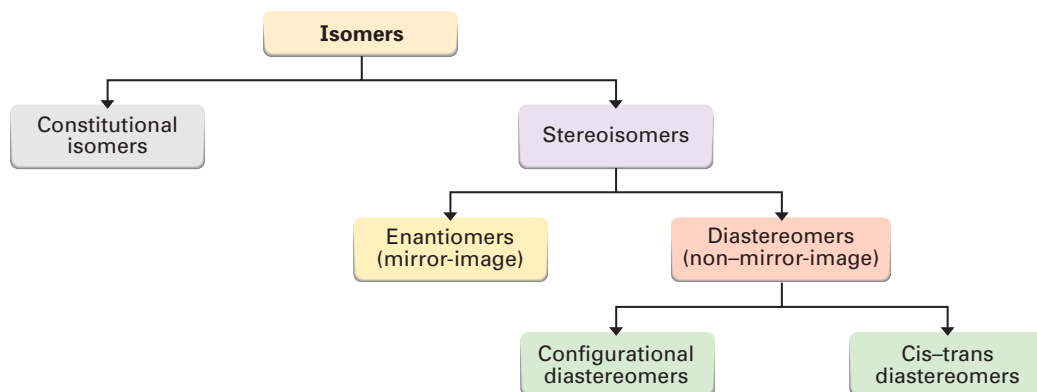 Isomers
Constitutional
isomers
Stereoisomers
Enantiomers
(mirror-image)
Diastereomers
(non–mirror-image)
Configurational
diastereomers
Cis–trans
diastereomers